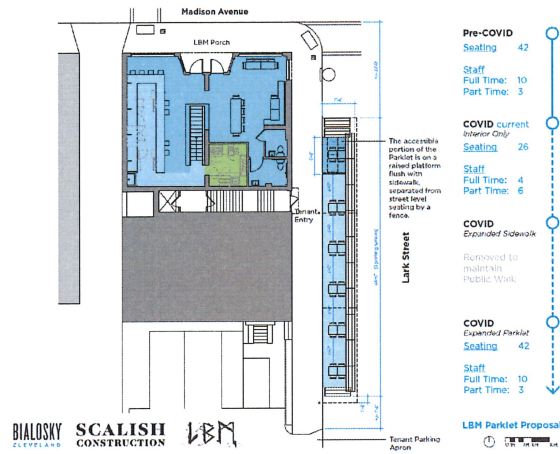 Madison Avenue
LBM Porch
Pre-COVID
Seating 42
Staff
Full Time: 10
Part Time: 3
COVID current
Interior Only
Seating 26
Staff
Full Time: 4
Part Time: 6
COVID
Expanded Sidewalk
Removed to
maintain
Public Walk
COVID
Expanded Parklet
Seating 42
Staff
Full Time: 10
Part Time: 3
The accessible
portion of the
Parklet is on a
raised platform
flush with
sidewalk,
separated from
street level
seating by a
fence.
Tenant
Entry
Lark Street
Tenant Parking
Apron
BIALOSKY
CLEVELAND
SCALISH
CONSTRUCTION
LBM
LBM Parklet Proposal